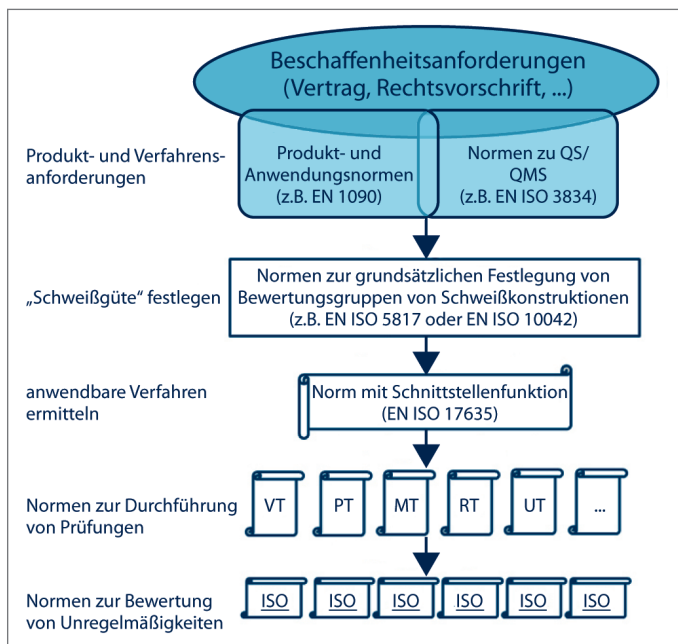 Beschaffenheitsanforderungen
(Vertrag, Rechtsvorschrift, ...)
Produkt- und Verfahrens-
anforderungen
Produkt- und
Anwendungsnormen
(z.B. EN 1090)
Normen zu QS/
QMS
(z.B. EN ISO 3834)
„Schweißgüte“ festlegen
Normen zur grundsätzlichen Festlegung von
Bewertungsgruppen von Schweißkonstruktionen
(z.B. EN ISO 5817 oder EN ISO 10042)
anwendbare Verfahren
ermitteln
Norm mit Schnittstellenfunktion
(EN ISO 17635)
Normen zur Durchführung
von Prüfungen
VT PT MT RT UT ...
Normen zur Bewertung
von Unregelmäßigkeiten
ISO ISO ISO ISO ISO ISO